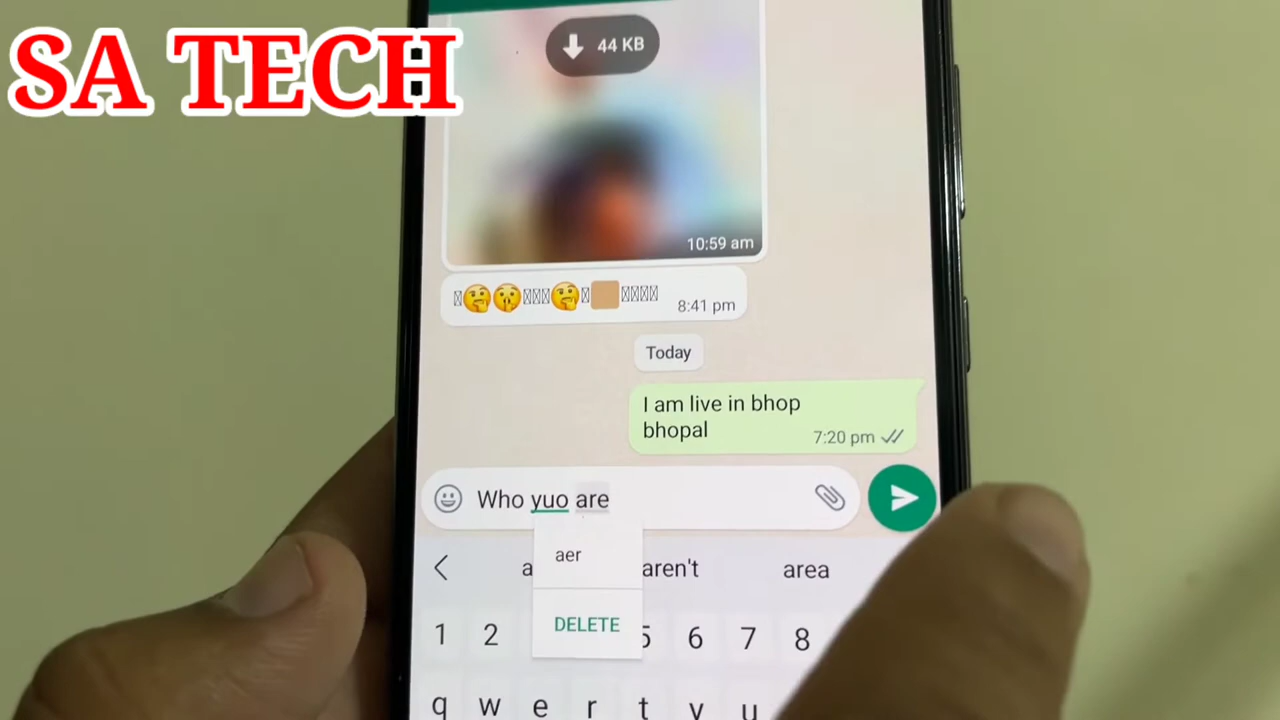 SA TECH
44 KB
10:59 am
8:41 pm
Today
I am live in bhop
bhopal
7:20 pm
Who yuo are
aer
aren't
area
DELETE
1 2 5 6 7 8
q w e r t y u